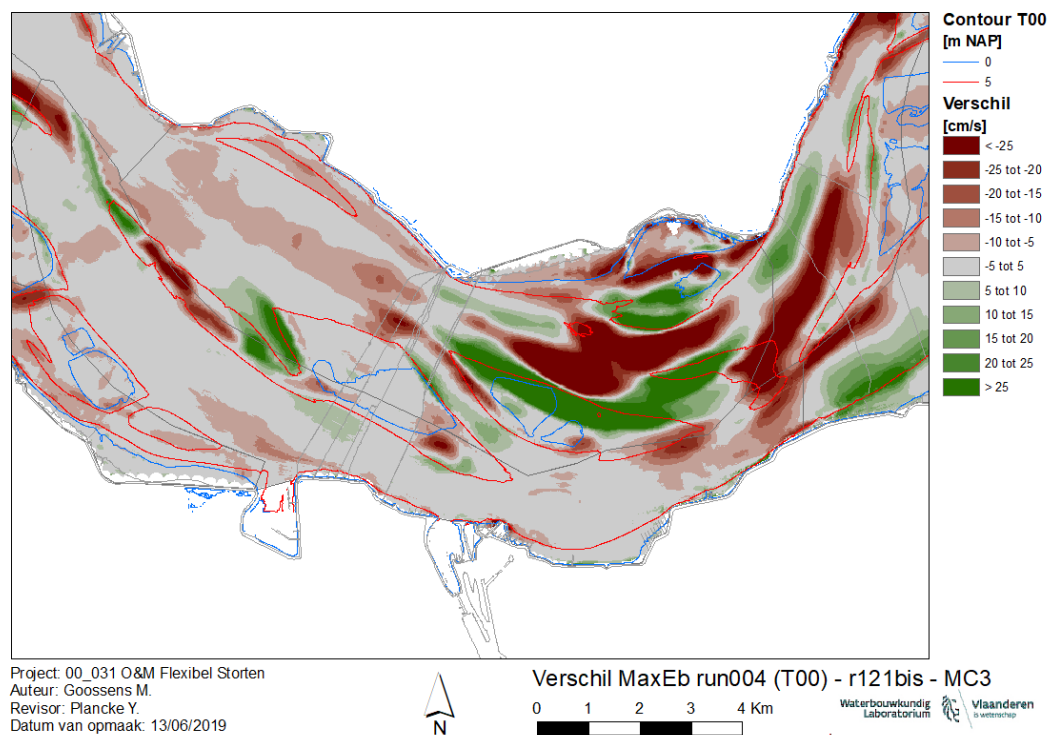 Contour T00
[m NAP]
0
5
Verschil
[cm/s]
< -25
-25 tot -20
-20 tot -15
-15 tot -10
-10 tot -5
-5 tot 5
5 tot 10
10 tot 15
15 tot 20
20 tot 25
> 25
Project: 00_031 O&M Flexibel Storten
Auteur: Goossens M.
Revisor: Plancke Y.
Datum van opmaak: 13/06/2019
N
Verschil MaxEb run004 (T00) - r121bis - MC3
0 1 2 3 4 Km
Waterbouwkundig
Laboratorium
Vlaanderen
is wetenschap